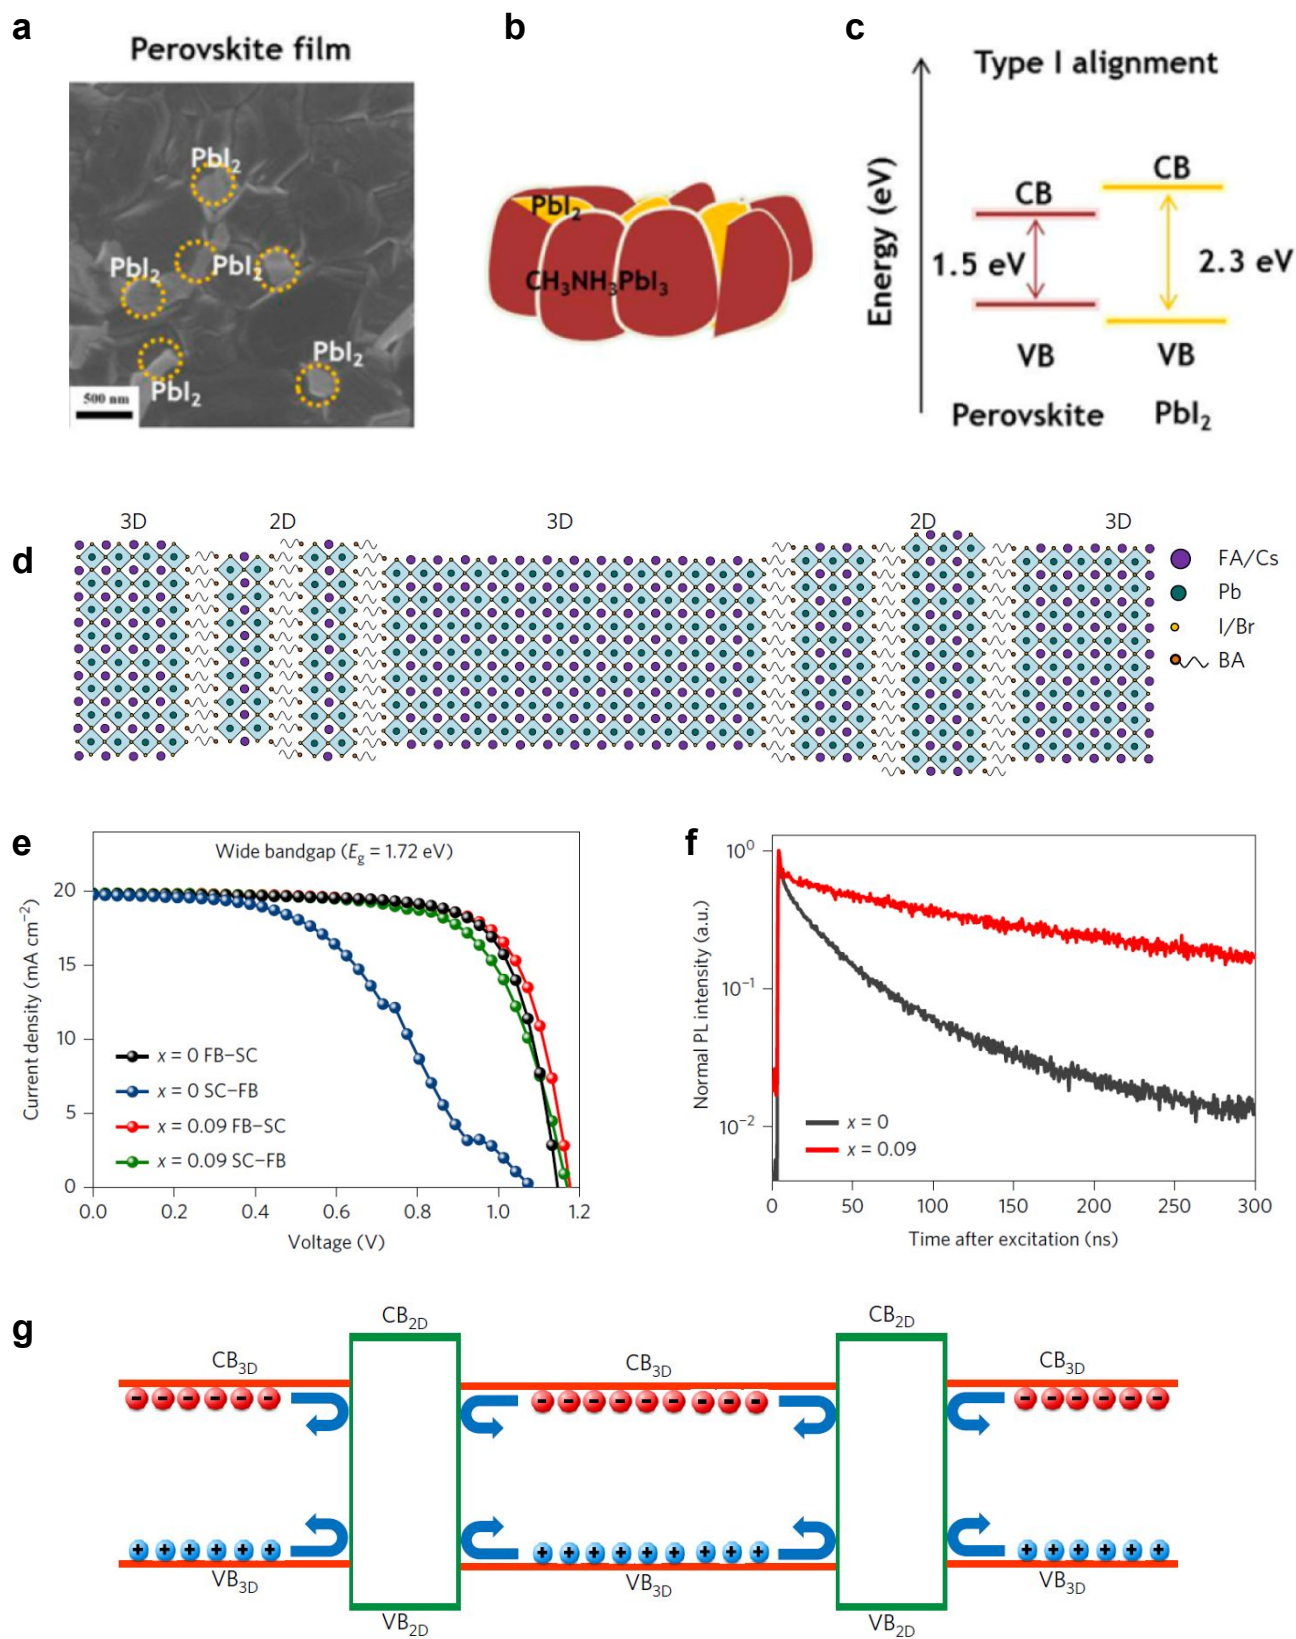 a
Perovskite film
PbI₂
PbI₂
PbI₂
PbI₂
PbI₂
500 nm
b
PbI₂
CH₃NH₃PbI₃
c
Type I alignment
Energy (eV)
CB
CB
1.5 eV
2.3 eV
VB
VB
Perovskite
PbI₂
d
3D
2D
3D
2D
3D
FA/Cs
Pb
I/Br
BA
e
Wide bandgap (E_g = 1.72 eV)
Current density (mA cm⁻²)
20
15
10
5
0
x = 0 FB–SC
x = 0 SC–FB
x = 0.09 FB–SC
x = 0.09 SC–FB
0.0 0.2 0.4 0.6 0.8 1.0 1.2
Voltage (V)
f
Normal PL intensity (a.u.)
10⁰
10⁻¹
10⁻²
x = 0
x = 0.09
0 50 100 150 200 250 300
Time after excitation (ns)
g
CB₂D
CB₂D
CB₃D
CB₃D
CB₃D
VB₃D
VB₃D
VB₃D
VB₂D
VB₂D